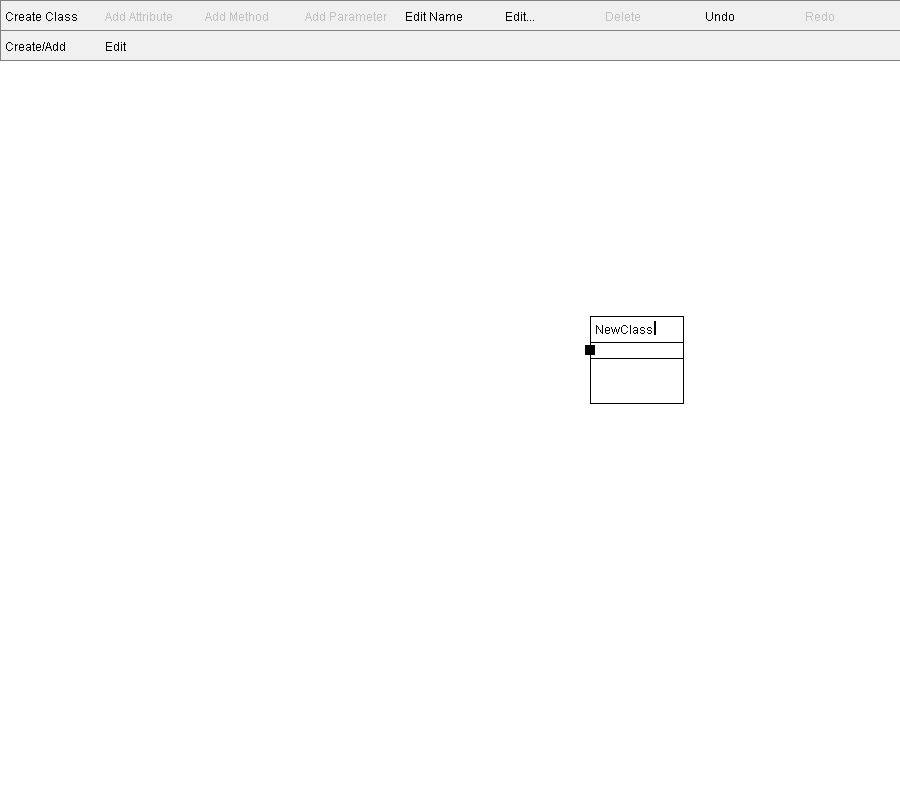 Create Class Add Attribute Add Method Add Parameter Edit Name Edit... Delete Undo Redo
Create/Add Edit
NewClass